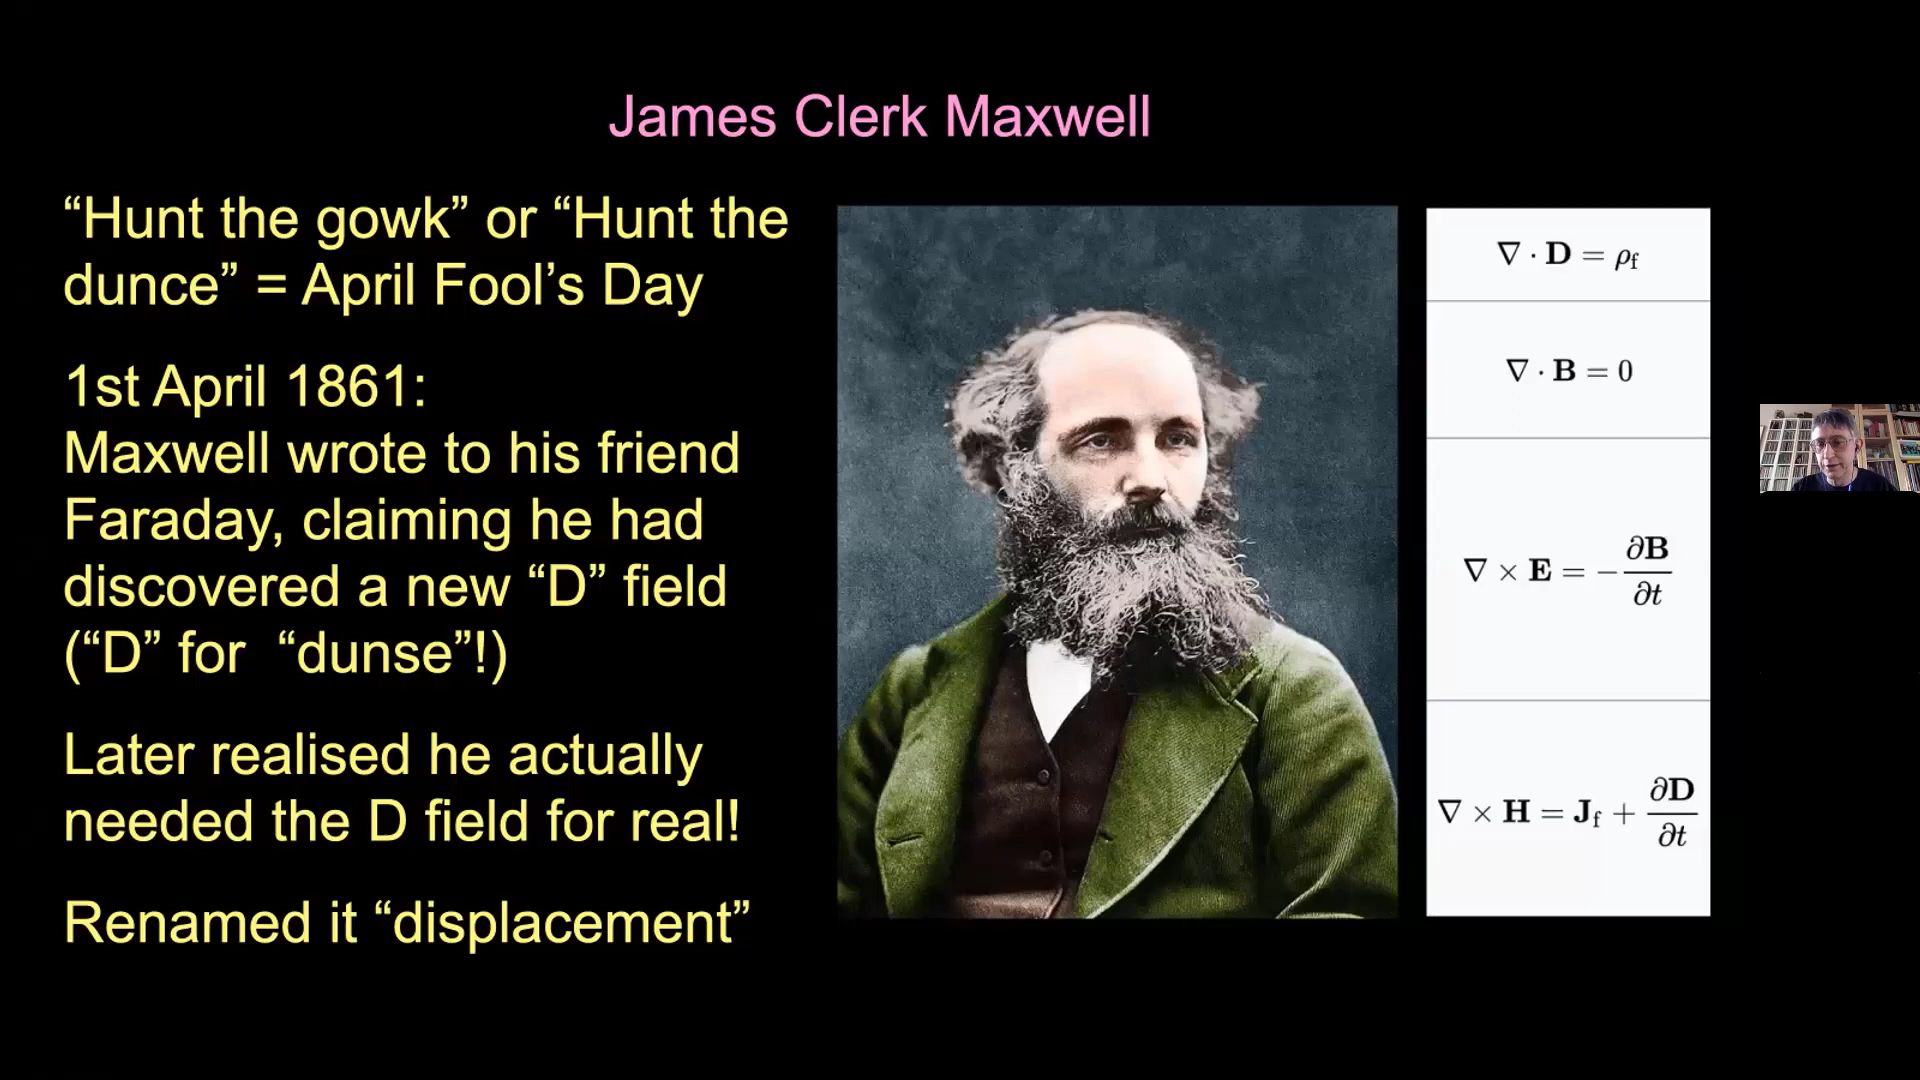 James Clerk Maxwell
“Hunt the gowk” or “Hunt the
dunce” = April Fool’s Day
1st April 1861:
Maxwell wrote to his friend
Faraday, claiming he had
discovered a new “D” field
(“D” for  “dunse”!)
Later realised he actually
needed the D field for real!
Renamed it “displacement”
∇ · D = ρf
∇ · B = 0
∇ × E = −∂B/∂t
∇ × H = Jf + ∂D/∂t